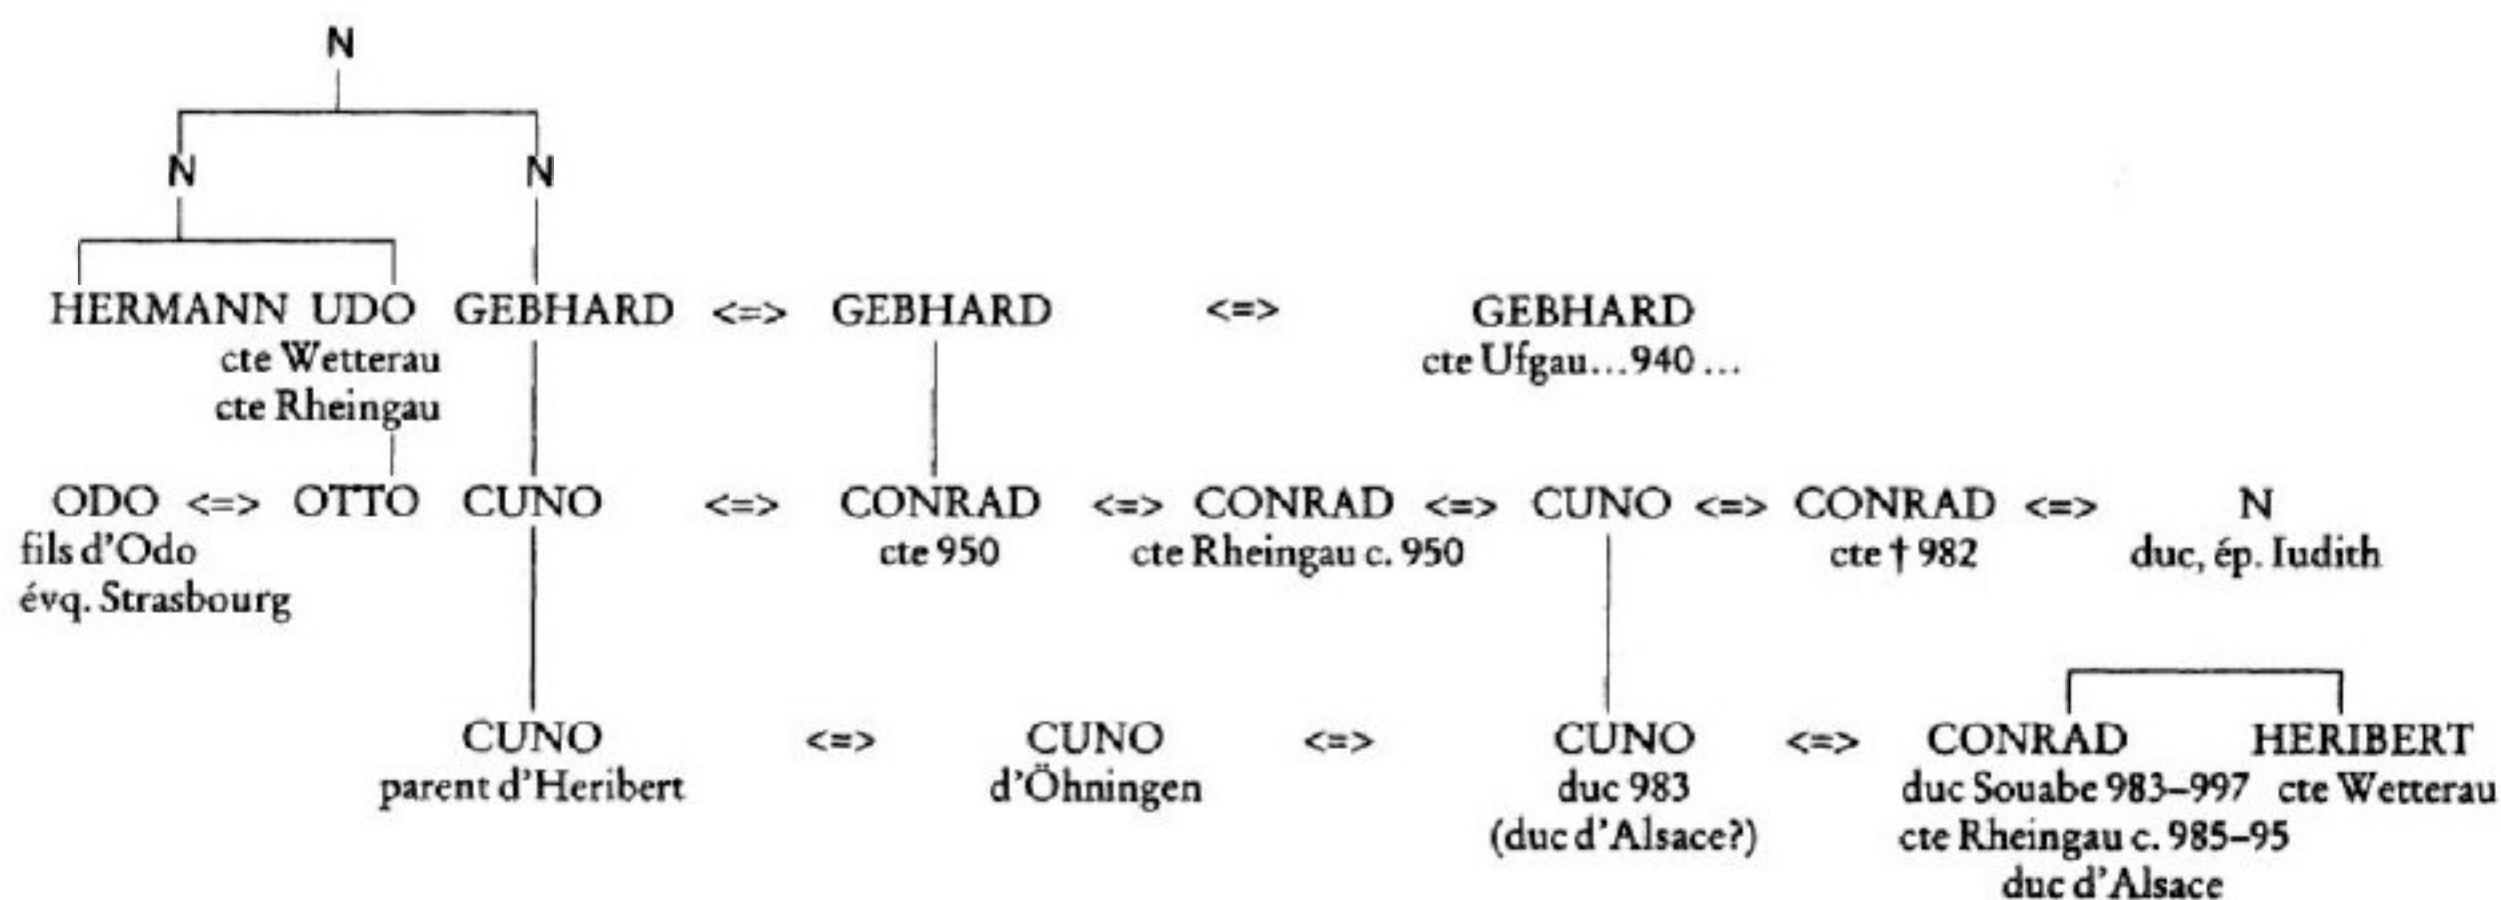 N
N N
HERMANN UDO GEBHARD <=> GEBHARD <=> GEBHARD
cte Wetterau cte Ufgau...940 ...
cte Rheingau
ODO <=> OTTO CUNO <=> CONRAD <=> CONRAD <=> CUNO <=> CONRAD <=> N
fils d'Odo cte 950 cte Rheingau c. 950 cte † 982 duc, ép. Iudith
évq. Strasbourg
CUNO <=> CUNO <=> CUNO <=> CONRAD HERIBERT
parent d'Heribert d'Öhningen duc 983 duc Souabe 983–997 cte Wetterau
(duc d'Alsace?) cte Rheingau c. 985–95
duc d'Alsace